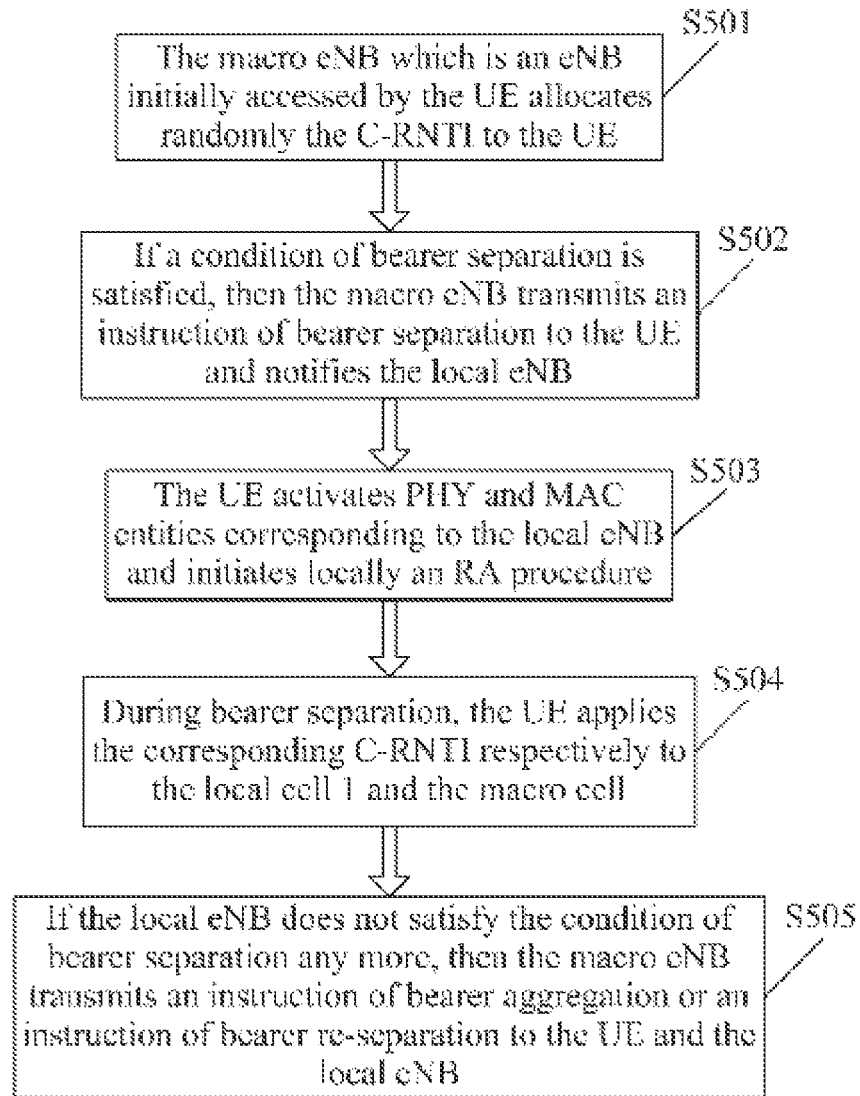 S501
The macro eNB which is an eNB
initially accessed by the UE allocates
randomly the C-RNTI to the UE
S502
If a condition of bearer separation is
satisfied, then the macro eNB transmits an
instruction of bearer separation to the UE
and notifies the local eNB
S503
The UE activates PHY and MAC
entities corresponding to the local eNB
and initiates locally an RA procedure
S504
During bearer separation, the UE applies
the corresponding C-RNTI respectively to
the local cell 1 and the macro cell
S505
If the local eNB does not satisfy the condition of
bearer separation any more, then the macro eNB
transmits an instruction of bearer aggregation or an
instruction of bearer re-separation to the UE and the
local eNB